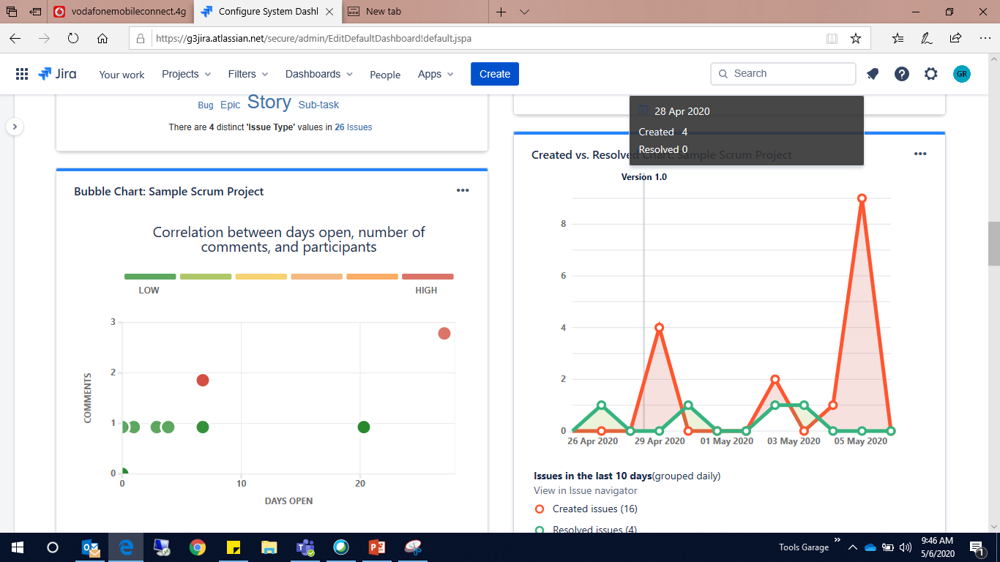 vodafonemobileconnect.4g
Configure System Dashl
New tab
https://g3jira.atlassian.net/secure/admin/EditDefaultDashboard!default.jspa
Jira
Your work
Projects
Filters
Dashboards
People
Apps
Create
Search
GR
Bug Epic Story Sub-task
There are 4 distinct 'Issue Type' values in 26 Issues
28 Apr 2020
Created 4
Resolved 0
Created vs. Resolved Chart: Sample Scrum Project
Version 1.0
8
6
4
2
0
26 Apr 2020
29 Apr 2020
01 May 2020
03 May 2020
05 May 2020
Issues in the last 10 days(grouped daily)
View in Issue navigator
Created issues (16)
Resolved issues (4)
Bubble Chart: Sample Scrum Project
Correlation between days open, number of
comments, and participants
LOW
HIGH
COMMENTS
3
2
1
0
0
10
20
DAYS OPEN
Tools Garage
9:46 AM
5/6/2020
1